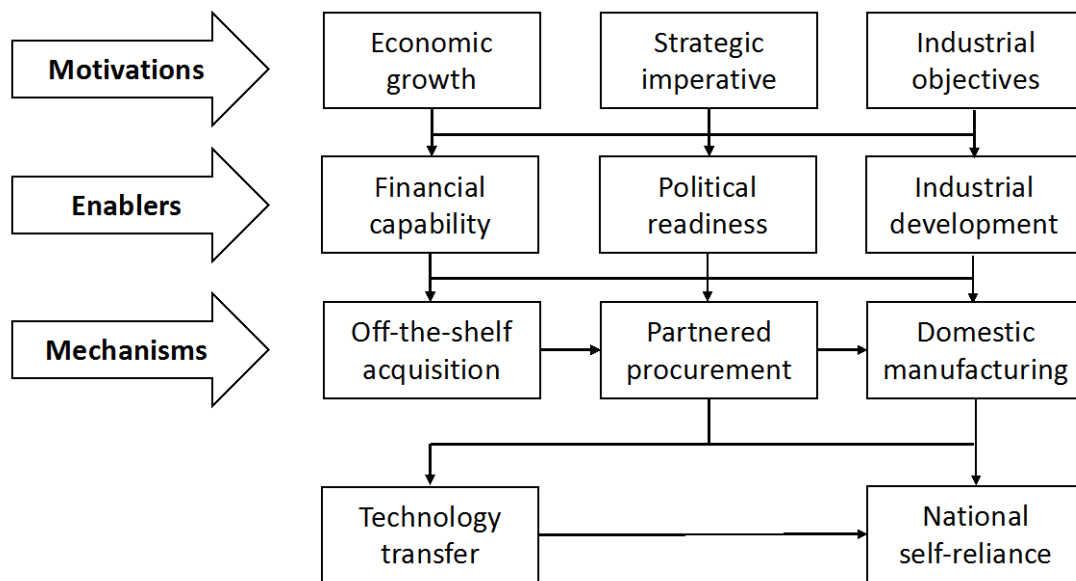 Motivations
Economic
growth
Strategic
imperative
Industrial
objectives
Enablers
Financial
capability
Political
readiness
Industrial
development
Mechanisms
Off-the-shelf
acquisition
Partnered
procurement
Domestic
manufacturing
Technology
transfer
National
self-reliance